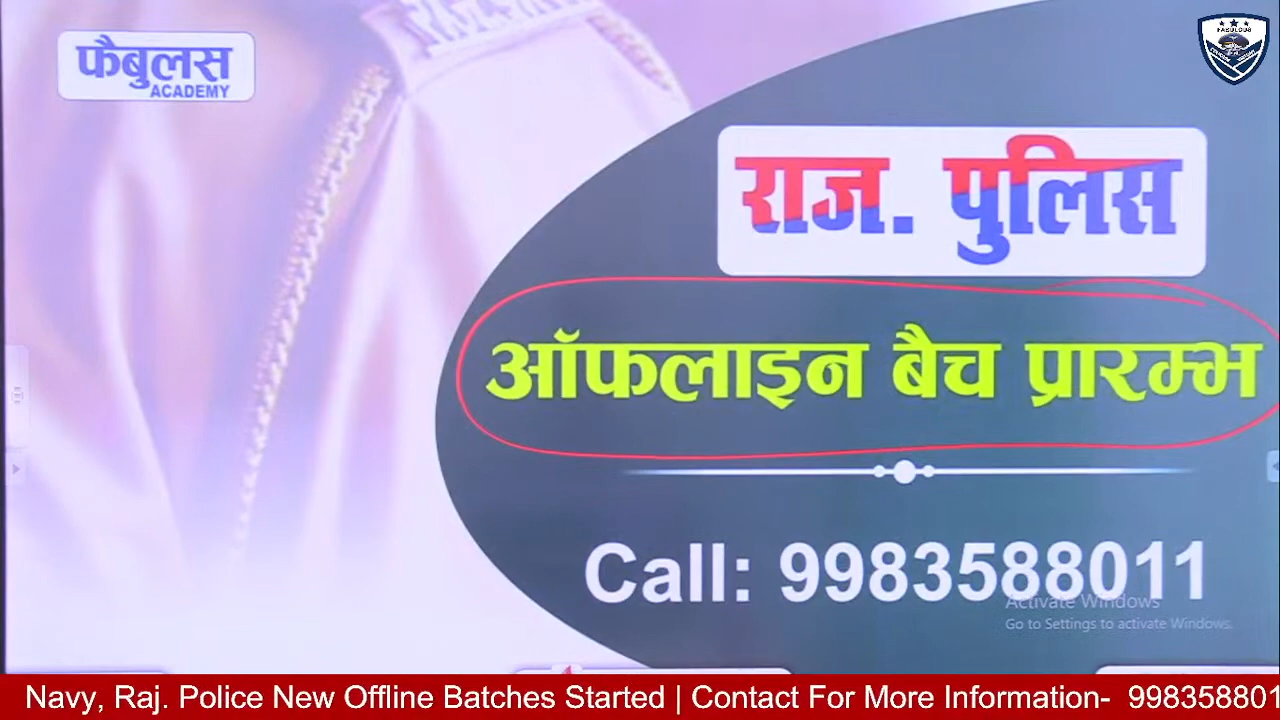 फैबुलस
ACADEMY
FABULOUS
राज. पुलिस
ऑफलाइन बैच प्रारम्भ
Call: 9983588011
Activate Windows
Go to Settings to activate Windows.
Navy, Raj. Police New Offline Batches Started | Contact For More Information- 998358801